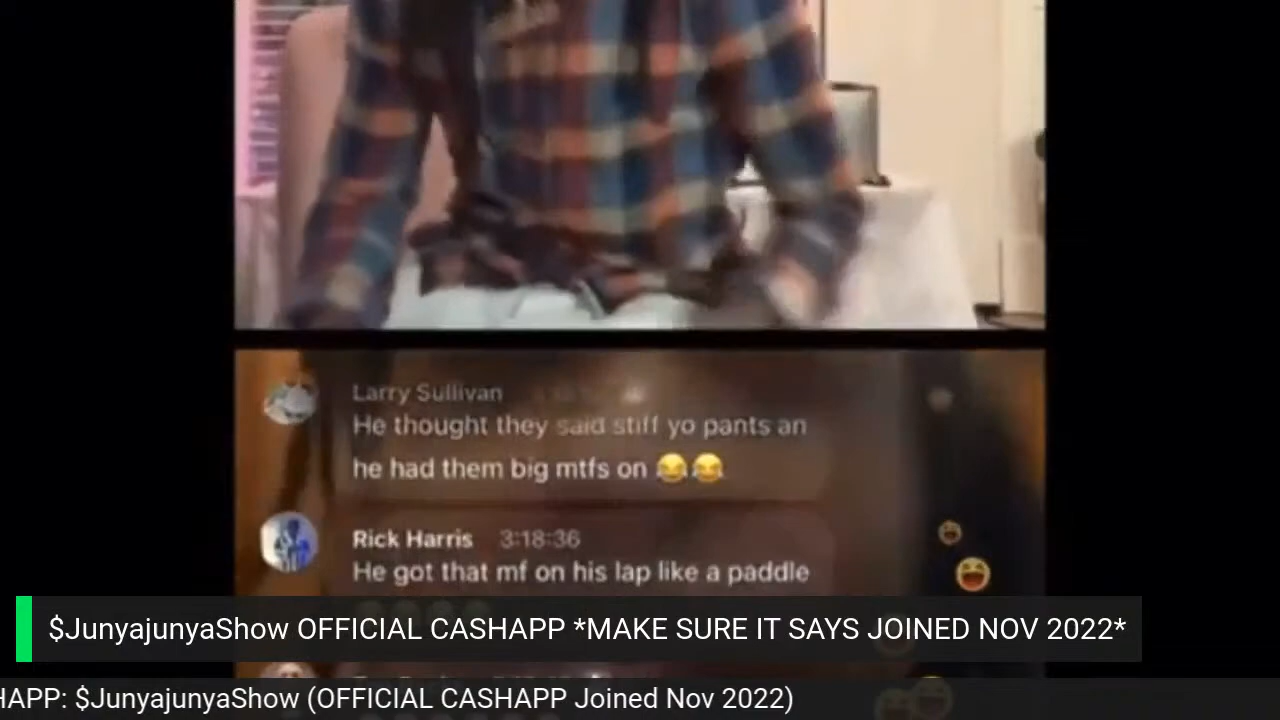 Larry Sullivan
He thought they said stiff yo pants an
he had them big mtfs on 😂😂
Rick Harris 3:18:36
He got that mf on his lap like a paddle
$JunyajunyaShow OFFICIAL CASHAPP *MAKE SURE IT SAYS JOINED NOV 2022*
HAPP: $JunyajunyaShow (OFFICIAL CASHAPP Joined Nov 2022)